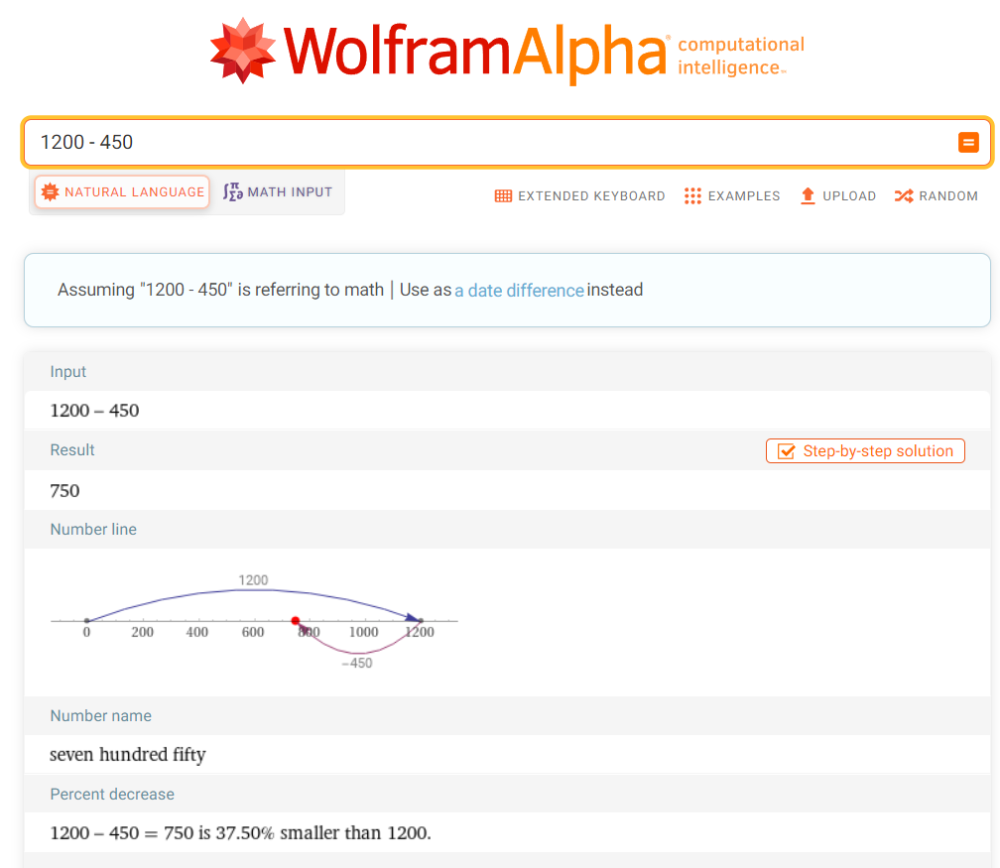 WolframAlpha computational intelligence™
1200 - 450
NATURAL LANGUAGE MATH INPUT EXTENDED KEYBOARD EXAMPLES UPLOAD RANDOM
Assuming "1200 - 450" is referring to math | Use as a date difference instead
Input
1200 – 450
Result
Step-by-step solution
750
Number line
1200
0 200 400 600 800 1000 1200
−450
Number name
seven hundred fifty
Percent decrease
1200 – 450 = 750 is 37.50% smaller than 1200.